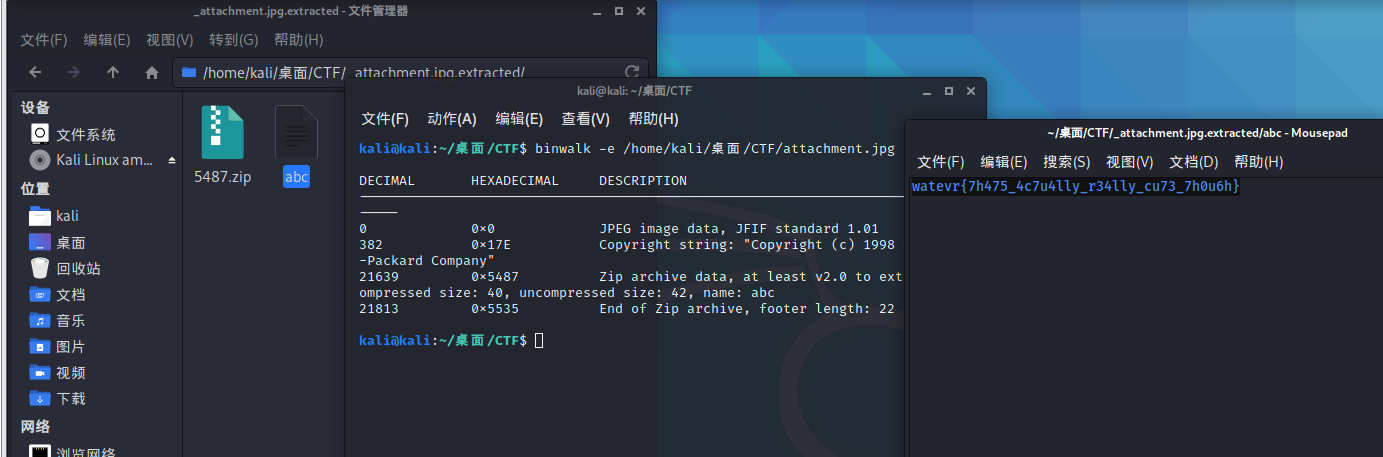 _attachment.jpg.extracted - 文件管理器
文件(F) 编辑(E) 视图(V) 转到(G) 帮助(H)
/home/kali/桌面/CTF/_attachment.jpg.extracted/
设备
文件系统
Kali Linux am...
位置
kali
桌面
回收站
文档
音乐
图片
视频
下载
网络
浏览网络
5487.zip
abc
kali@kali: ~/桌面/CTF
文件(F) 动作(A) 编辑(E) 查看(V) 帮助(H)
kali@kali:~/桌面/CTF$ binwalk -e /home/kali/桌面/CTF/attachment.jpg
DECIMAL HEXADECIMAL DESCRIPTION
0 0×0 JPEG image data, JFIF standard 1.01
382 0×17E Copyright string: "Copyright (c) 1998
-Packard Company"
21639 0×5487 Zip archive data, at least v2.0 to ext
ompressed size: 40, uncompressed size: 42, name: abc
21813 0×5535 End of Zip archive, footer length: 22
kali@kali:~/桌面/CTF$
~/桌面/CTF/_attachment.jpg.extracted/abc - Mousepad
文件(F) 编辑(E) 搜索(S) 视图(V) 文档(D) 帮助(H)
watevr{7h475_4c7u4lly_r34lly_cu73_7h0u6h}